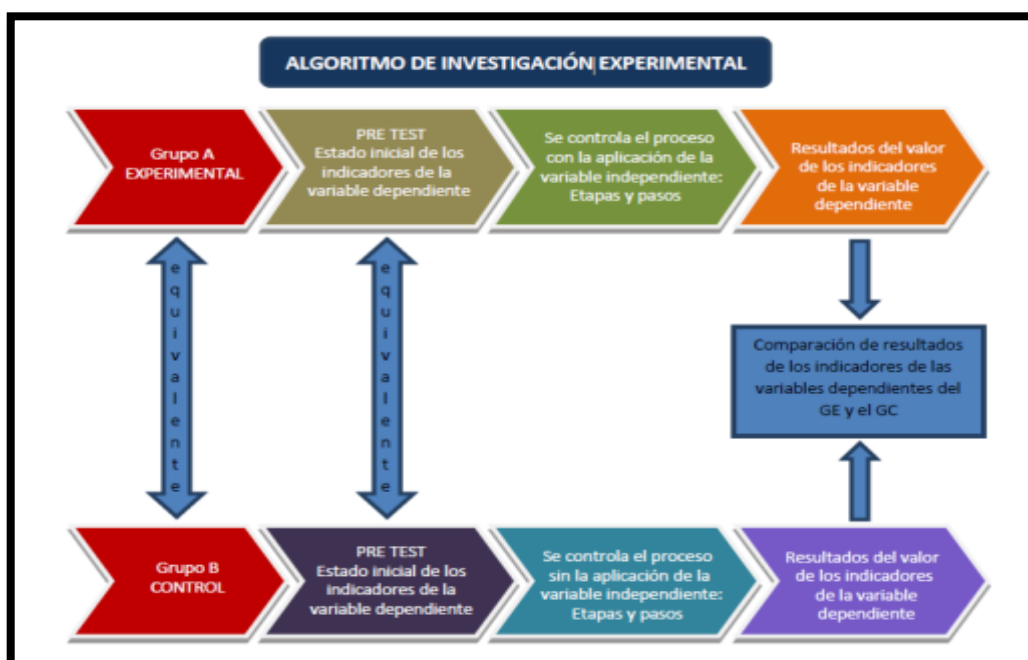 ALGORITMO DE INVESTIGACIÓN EXPERIMENTAL
Grupo A
EXPERIMENTAL
PRE TEST
Estado inicial de los
indicadores de la
variable dependiente
Se controla el proceso
con la aplicación de la
variable independiente:
Etapas y pasos
Resultados del valor
de los indicadores
de la variable
dependiente
equivalente
equivalente
Comparación de resultados
de los indicadores de las
variables dependientes del
GE y el GC
Grupo B
CONTROL
PRE TEST
Estado inicial de los
indicadores de la
variable dependiente
Se controla el proceso
sin la aplicación de la
variable independiente:
Etapas y pasos
Resultados del valor
de los indicadores
de la variable
dependiente